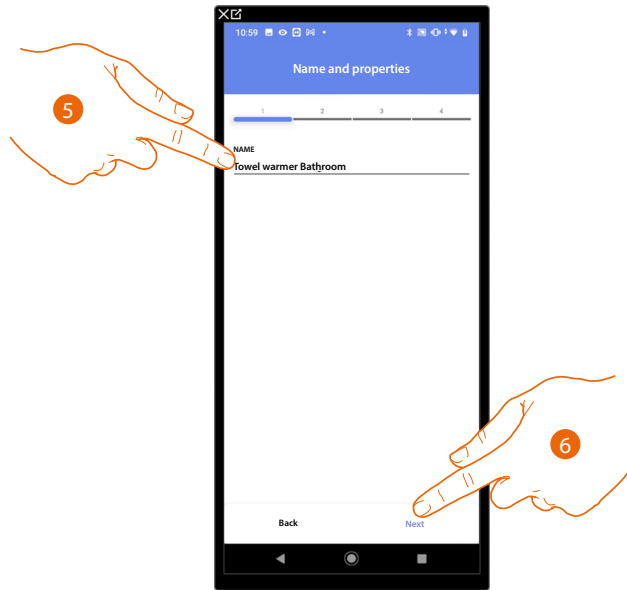 10:59
Name and properties
1 2 3 4
5
NAME
Towel warmer Bathroom
6
Back Next